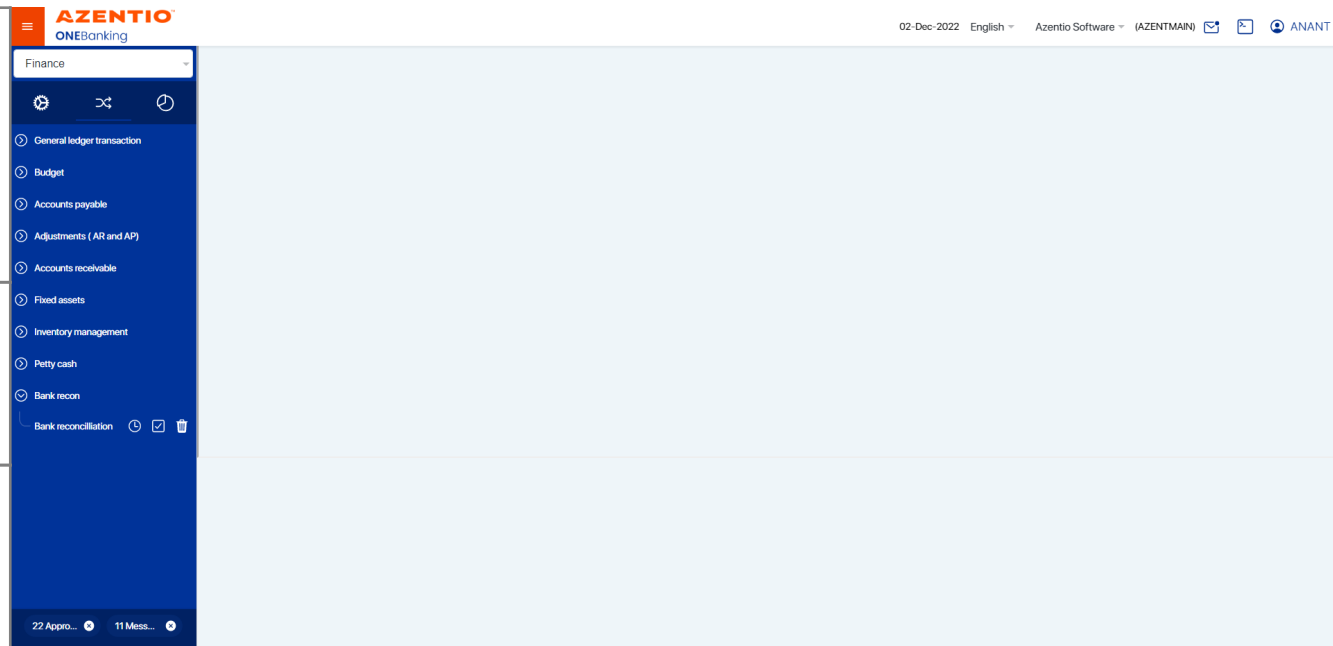 AZENTIO™
ONEBanking
02-Dec-2022 English Azentio Software (AZENTMAIN) ANANT
Finance
General ledger transaction
Budget
Accounts payable
Adjustments ( AR and AP)
Accounts receivable
Fixed assets
Inventory management
Petty cash
Bank recon
Bank reconcilliation
22 Appro... 11 Mess...